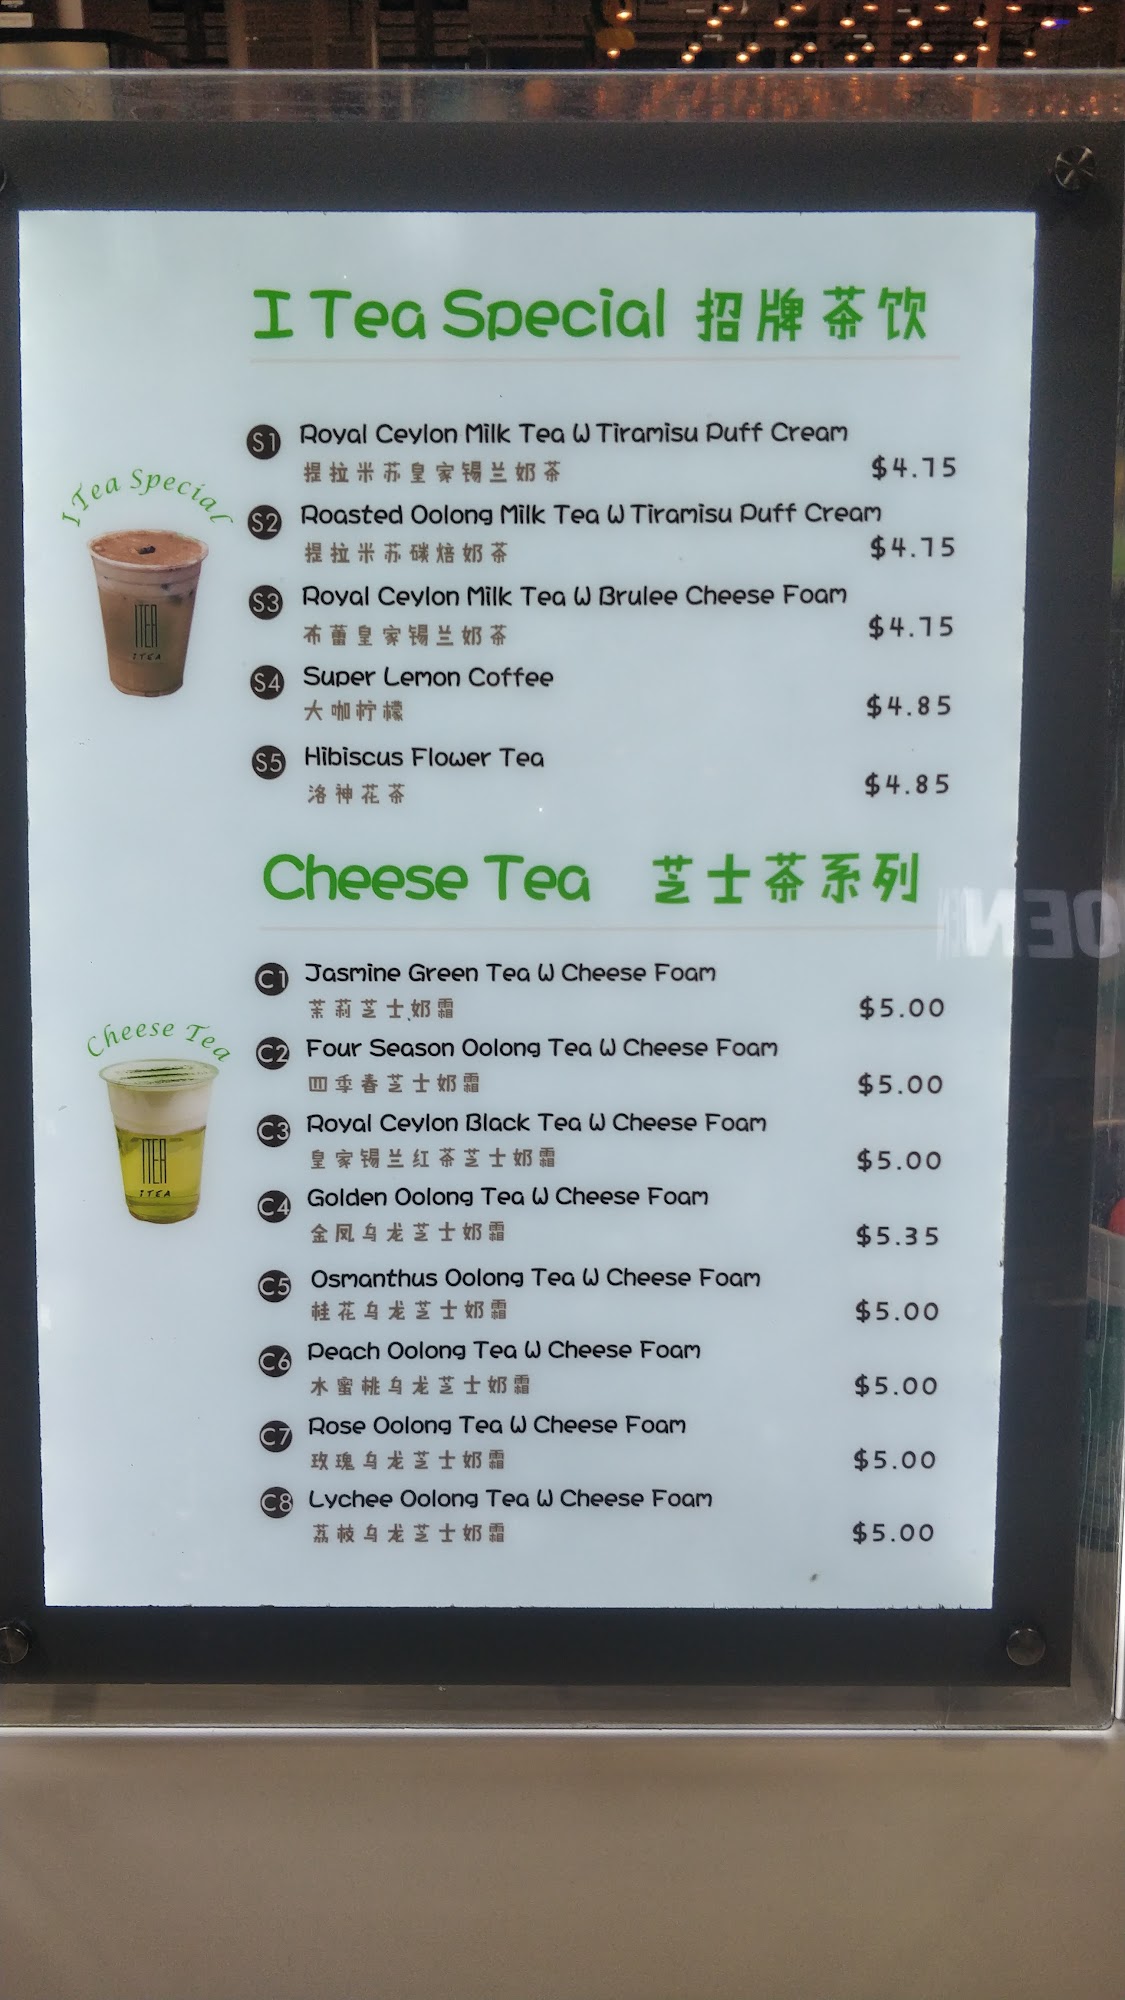 I Tea Special 招牌茶饮
I Tea Special
S1 Royal Ceylon Milk Tea W Tiramisu Puff Cream
提拉米苏皇家锡兰奶茶 $4.75
S2 Roasted Oolong Milk Tea W Tiramisu Puff Cream
提拉米苏碳焙奶茶 $4.75
S3 Royal Ceylon Milk Tea W Brulee Cheese Foam
布蕾皇家锡兰奶茶 $4.75
S4 Super Lemon Coffee
大咖柠檬 $4.85
S5 Hibiscus Flower Tea
洛神花茶 $4.85
ITEA
ITEA
Cheese Tea 芝士茶系列
Cheese Tea
C1 Jasmine Green Tea W Cheese Foam
茉莉芝士奶霜 $5.00
C2 Four Season Oolong Tea W Cheese Foam
四季春芝士奶霜 $5.00
C3 Royal Ceylon Black Tea W Cheese Foam
皇家锡兰红茶芝士奶霜 $5.00
C4 Golden Oolong Tea W Cheese Foam
金凤乌龙芝士奶霜 $5.35
C5 Osmanthus Oolong Tea W Cheese Foam
桂花乌龙芝士奶霜 $5.00
C6 Peach Oolong Tea W Cheese Foam
水蜜桃乌龙芝士奶霜 $5.00
C7 Rose Oolong Tea W Cheese Foam
玫瑰乌龙芝士奶霜 $5.00
C8 Lychee Oolong Tea W Cheese Foam
荔枝乌龙芝士奶霜 $5.00
ITEA
ITEA